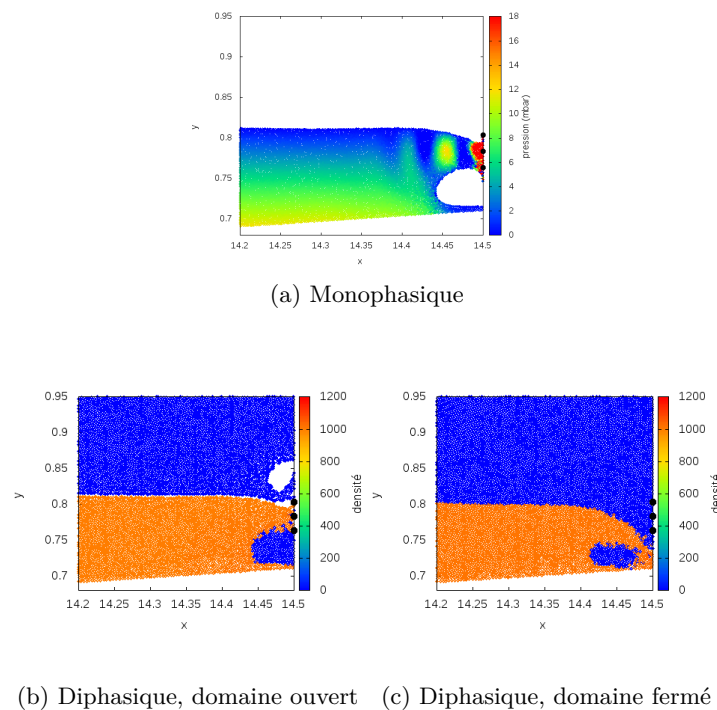 0.95
0.9
0.85
0.8
0.75
0.7
y
14.2 14.25 14.3 14.35 14.4 14.45 14.5
x
18
16
14
12
10
8
6
4
2
0
pression (mbar)
(a) Monophasique
0.95
0.9
0.85
0.8
0.75
0.7
y
14.2 14.25 14.3 14.35 14.4 14.45 14.5
x
1200
1000
800
600
400
200
0
densité
0.95
0.9
0.85
0.8
0.75
0.7
y
14.2 14.25 14.3 14.35 14.4 14.45 14.5
x
1200
1000
800
600
400
200
0
densité
(b) Diphasique, domaine ouvert
(c) Diphasique, domaine fermé